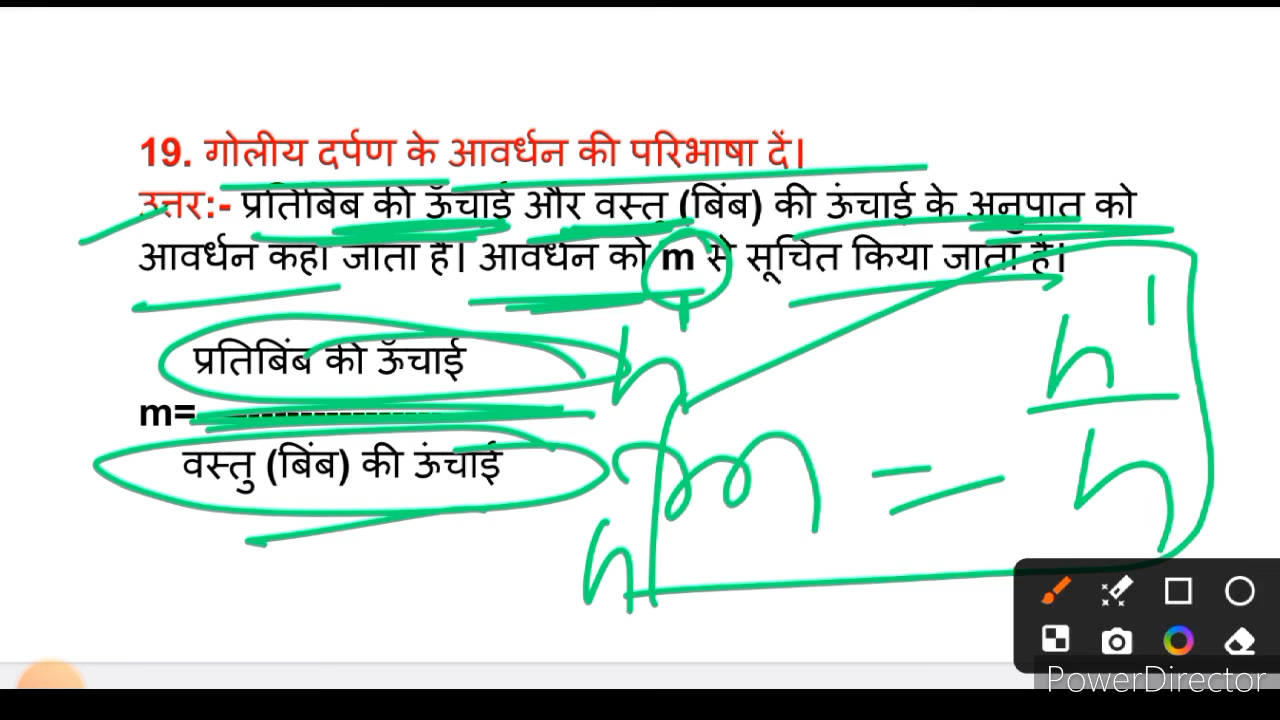 19. गोलीय दर्पण के आवर्धन की परिभाषा दें।
उत्तर:- प्रतिबिंब की ऊँचाई और वस्तु (बिंब) की ऊंचाई के अनुपात को
आवर्धन कहा जाता है। आवर्धन को m से सूचित किया जाता है।
प्रतिबिंब की ऊँचाई h'
m=----------------------
वस्तु (बिंब) की ऊंचाई
h
m = h'/h
PowerDirector